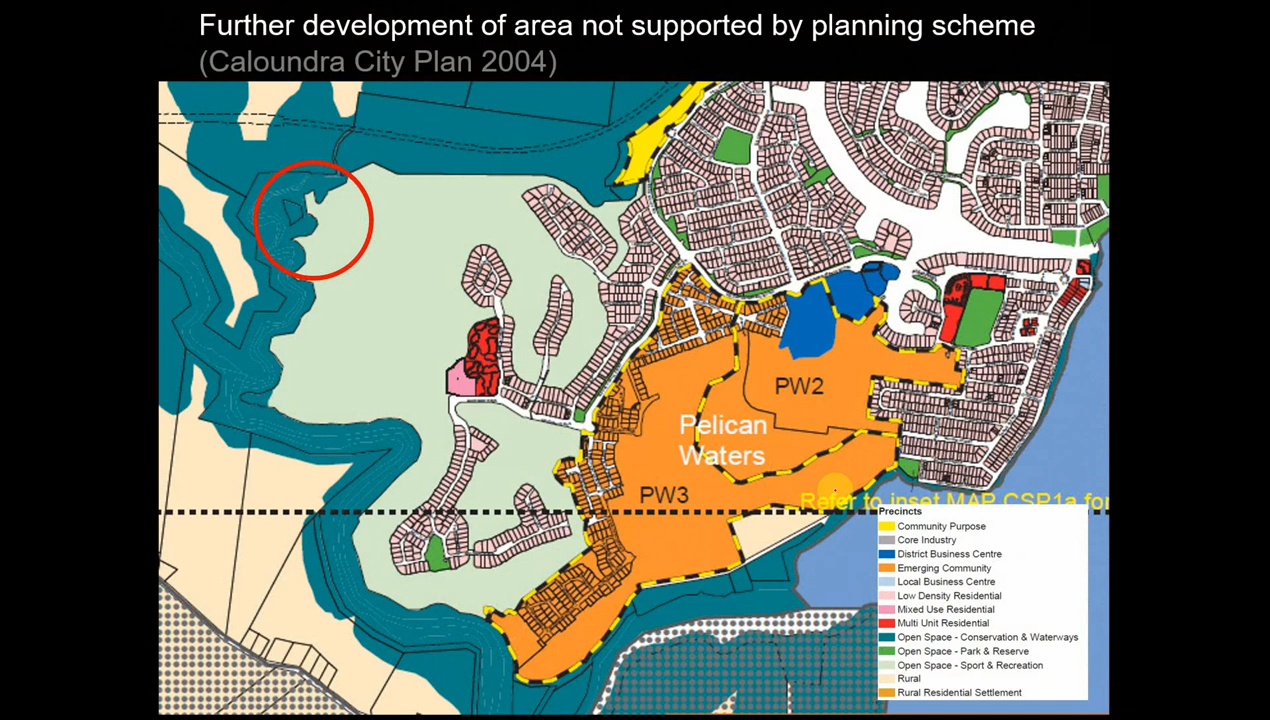 Further development of area not supported by planning scheme
(Caloundra City Plan 2004)
PW2
Pelican
Waters
PW3
Refer to inset MAP CSP1a for
Precincts
Community Purpose
Core Industry
District Business Centre
Emerging Community
Local Business Centre
Low Density Residential
Mixed Use Residential
Multi Unit Residential
Open Space - Conservation & Waterways
Open Space - Park & Reserve
Open Space - Sport & Recreation
Rural
Rural Residential Settlement